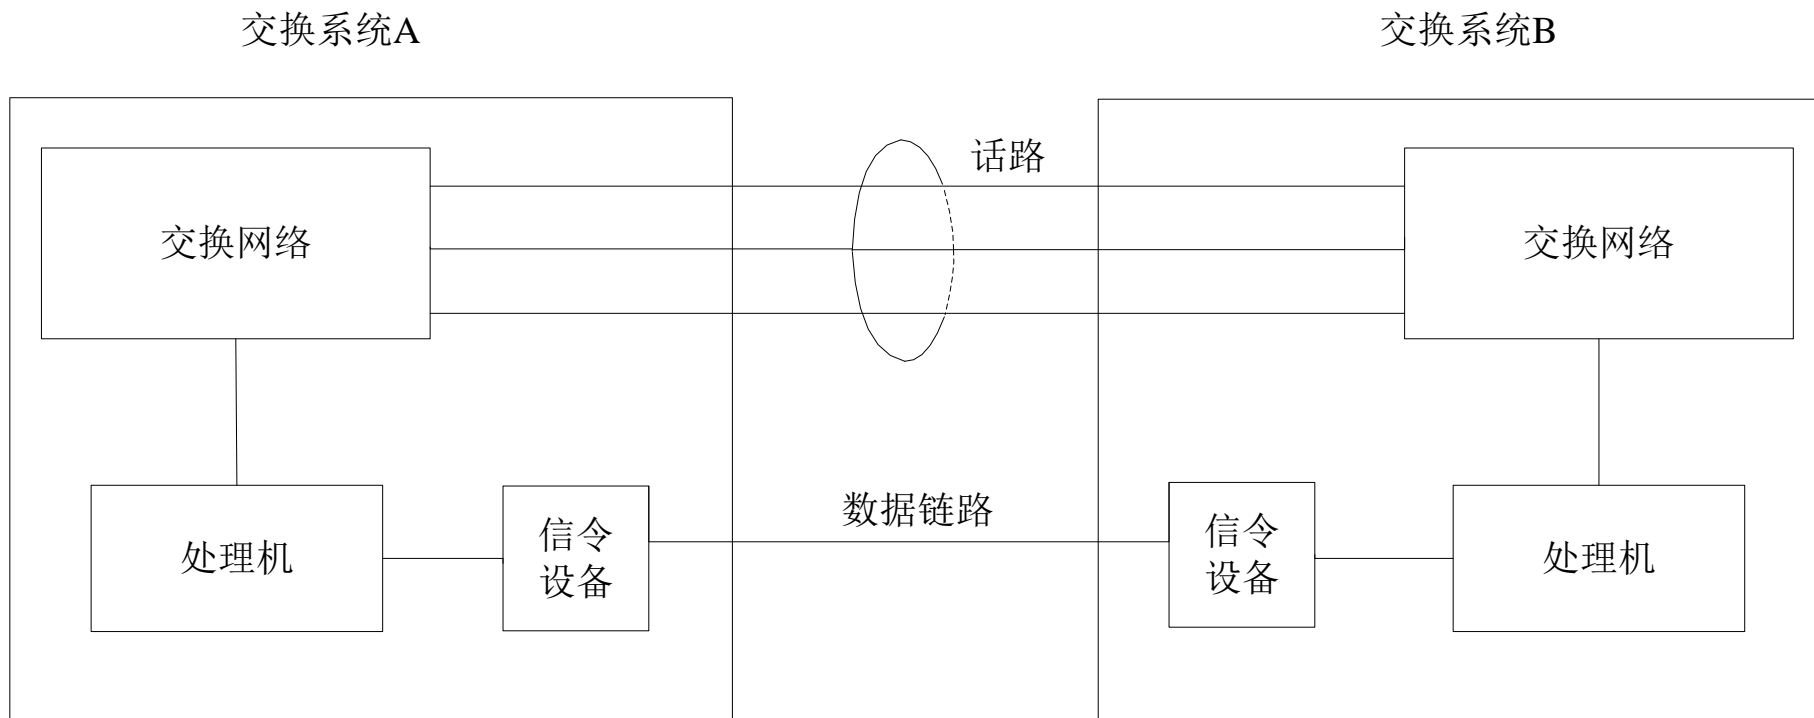 交换系统A
交换系统B
话路
交换网络
交换网络
数据链路
处理机
信令
设备
信令
设备
处理机